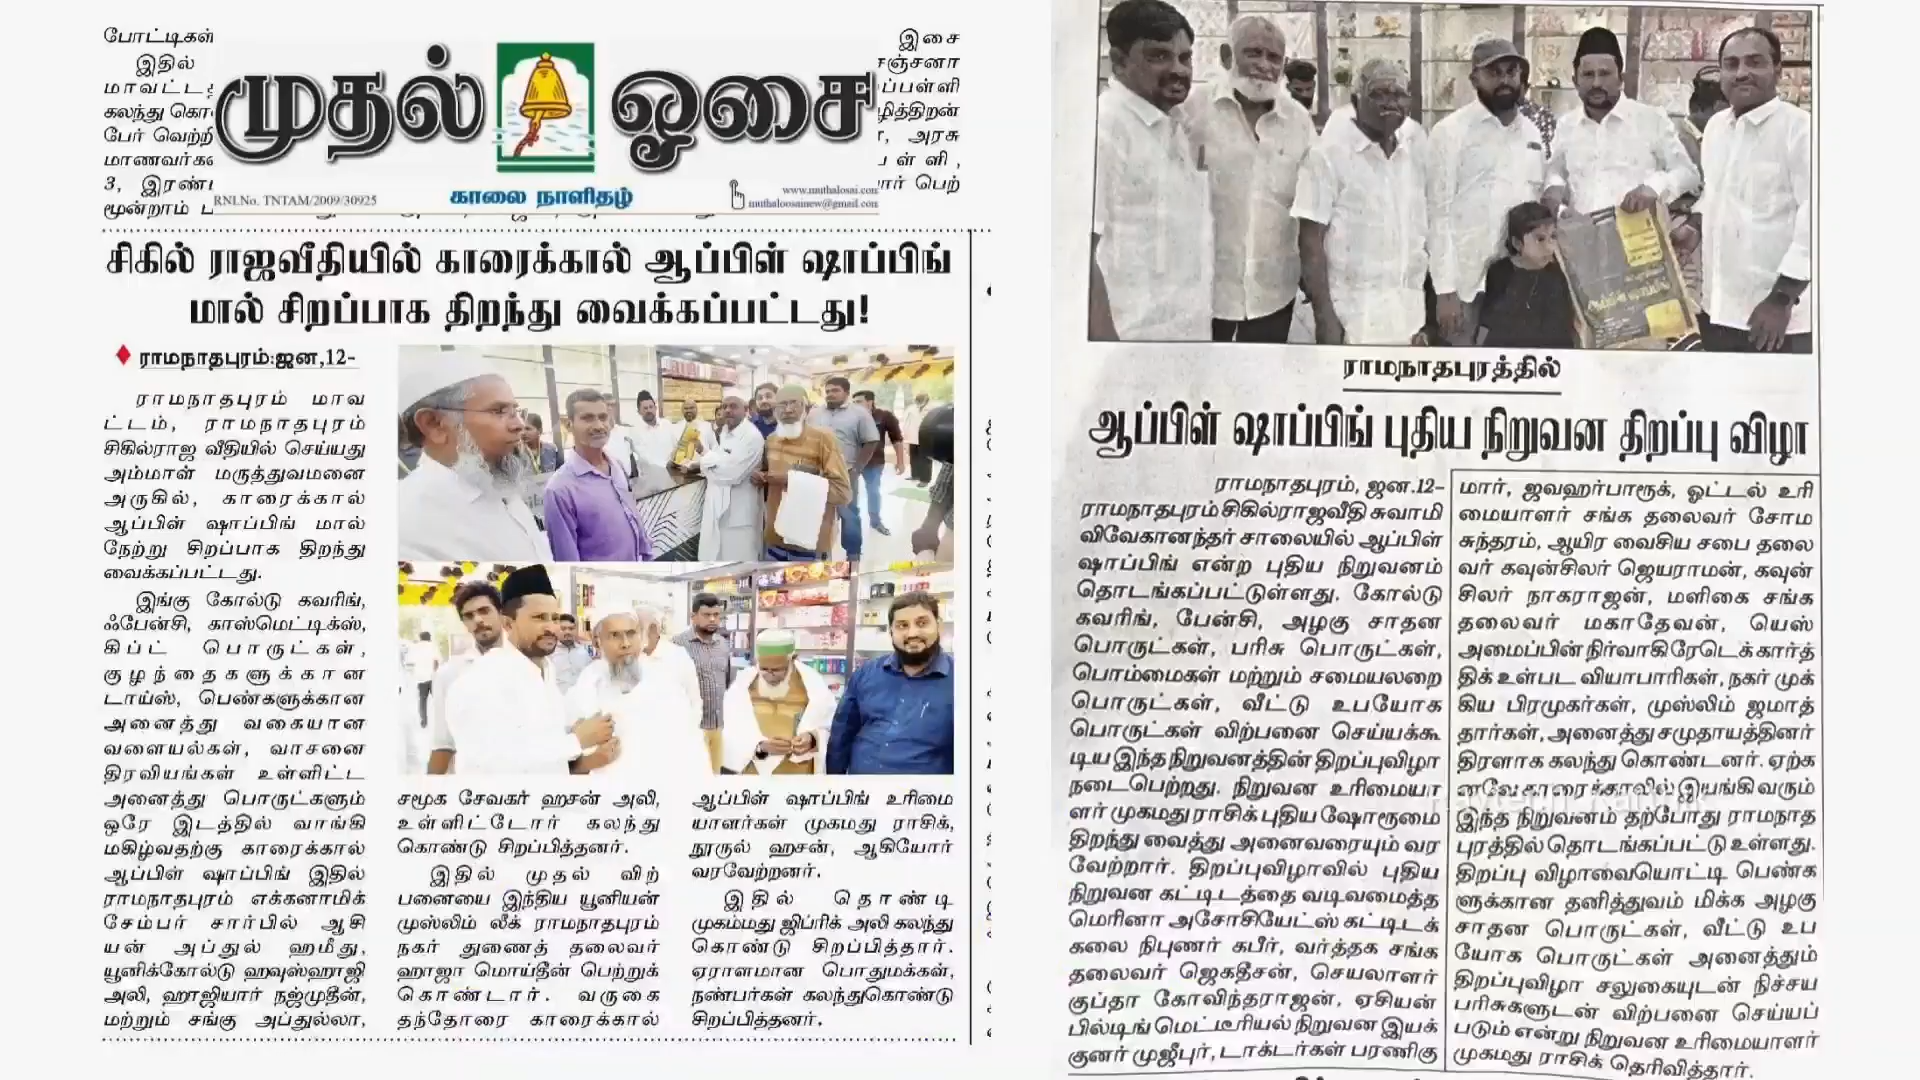 போட்டிகள்
இதில்
கலந்து
பேர்
3,
மூன்றாம்
இசை
அரசு
பெற்
முதல் ஓசை
RNI.No. TNTAM/2009/30925
காலை நாளிதழ்
www.muthalosai.com
muthaloosainew@gmail.com
சிகில் ராஜவீதியில் காரைக்கால் ஆப்பிள் ஷாப்பிங்
மால் சிறப்பாக திறந்து வைக்கப்பட்டது!
ராமநாதபுரம்:ஜன,12-
ராமநாதபுரம் மாவ
ட்டம், ராமநாதபுரம்
சிகில்ராஜ வீதியில் செய்யது
அம்மாள் மருத்துவமனை
அருகில், காரைக்கால்
ஆப்பிள் ஷாப்பிங் மால்
நேற்று சிறப்பாக திறந்து
வைக்கப்பட்டது.
இங்கு கோல்டு கவரிங்,
ஃபேன்சி, காஸ்மெட்டிக்ஸ்,
கிப்ட் பொருட்கள்,
குழந்தைகளுக்கான
டாய்ஸ், பெண்களுக்கான
அனைத்து வகையான
வளையல்கள், வாசனை
திரவியங்கள் உள்ளிட்ட
அனைத்து பொருட்களும்
ஒரே இடத்தில் வாங்கி
மகிழ்வதற்கு காரைக்கால்
ஆப்பிள் ஷாப்பிங் இதில்
ராமநாதபுரம் எக்கனாமிக்
சேம்பர் சார்பில் ஆசி
யன் அப்துல் ஹமீது,
யூனிக்கோல்டு ஹவுஸ்ஹாஜி
அலி, ஹாஜியார் நஜ்முதீன்,
மற்றும் சங்கு அப்துல்லா,
சமூக சேவகர் ஹசன் அலி,
உள்ளிட்டோர் கலந்து
கொண்டு சிறப்பித்தனர்.
இதில் முதல் விற்
பனையை இந்திய யூனியன்
முஸ்லிம் லீக் ராமநாதபுரம்
நகர் துணைத் தலைவர்
ஹாஜா மொய்தீன் பெற்றுக்
கொண்டார். வருகை
தந்தோரை காரைக்கால்
ஆப்பிள் ஷாப்பிங் உரிமை
யாளர்கள் முகமது ராசிக்,
நூருல் ஹசன், ஆகியோர்
வரவேற்றனர்.
இதில் தொண்டி
முகம்மது ஜிப்ரிக் அலி கலந்து
கொண்டு சிறப்பித்தார்.
ஏராளமான பொதுமக்கள்,
நண்பர்கள் கலந்துகொண்டு
சிறப்பித்தனர்.
ராமநாதபுரத்தில்
ஆப்பிள் ஷாப்பிங் புதிய நிறுவன திறப்பு விழா
ராமநாதபுரம், ஜன.12-
ராமநாதபுரம் சிகில்ராஜவீதி சுவாமி
விவேகானந்தர் சாலையில் ஆப்பிள்
ஷாப்பிங் என்ற புதிய நிறுவனம்
தொடங்கப்பட்டுள்ளது. கோல்டு
கவரிங், பேன்சி, அழகு சாதன
பொருட்கள், பரிசு பொருட்கள்,
பொம்மைகள் மற்றும் சமையலறை
பொருட்கள், வீட்டு உபயோக
பொருட்கள் விற்பனை செய்யக்கூ
டிய இந்த நிறுவனத்தின் திறப்புவிழா
நடைபெற்றது. நிறுவன உரிமையா
ளர் முகமது ராசிக் புதிய ஷோரூமை
திறந்து வைத்து அனைவரையும் வர
வேற்றார். திறப்புவிழாவில் புதிய
நிறுவன கட்டிடத்தை வடிவமைத்த
மெரினா அசோசியேட்ஸ் கட்டிடக்
கலை நிபுணர் கபீர், வர்த்தக சங்க
தலைவர் ஜெகதீசன், செயலாளர்
குப்தா கோவிந்தராஜன், ஏசியன்
பில்டிங் மெட்டீரியல் நிறுவன இயக்
குனர் முஜீபுர், டாக்டர்கள் பரணிகு
மார், ஜவஹர்பாரூக், ஓட்டல் உரி
மையாளர் சங்க தலைவர் சோம
சுந்தரம், ஆயிர வைசிய சபை தலை
வர் கவுன்சிலர் ஜெயராமன், கவுன்
சிலர் நாகராஜன், மளிகை சங்க
தலைவர் மகாதேவன், யெஸ்
அமைப்பின் நிர்வாகி ரேடெக் கார்த்
திக் உள்பட வியாபாரிகள், நகர் முக்
கிய பிரமுகர்கள், முஸ்லிம் ஜமாத்
தார்கள், அனைத்து சமுதாயத்தினர்
திரளாக கலந்து கொண்டனர். ஏற்க
னவே காரைக்காலில் இயங்கி வரும்
இந்த நிறுவனம் தற்போது ராமநாத
புரத்தில் தொடங்கப்பட்டு உள்ளது.
திறப்பு விழாவையொட்டி பெண்க
ளுக்கான தனித்துவம் மிக்க அழகு
சாதன பொருட்கள், வீட்டு உப
யோக பொருட்கள் அனைத்தும்
திறப்புவிழா சலுகையுடன் நிச்சய
பரிசுகளுடன் விற்பனை செய்யப்
படும் என்று நிறுவன உரிமையாளர்
முகமது ராசிக் தெரிவித்தார்.